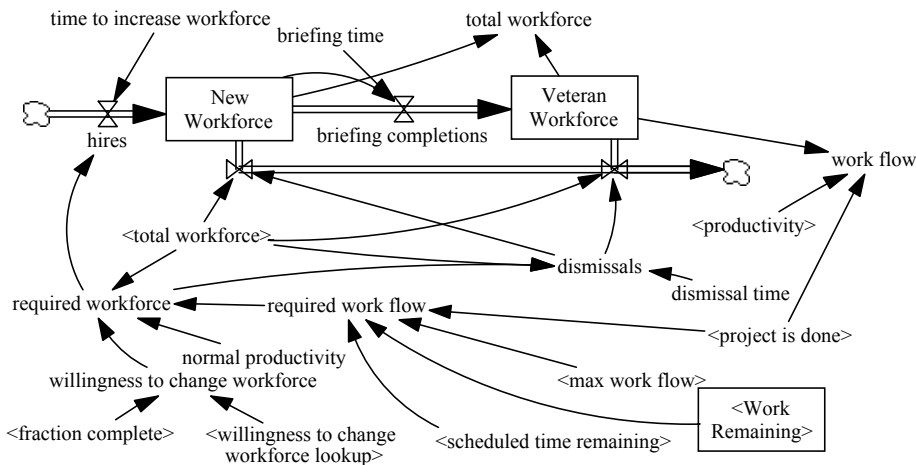 time to increase workforce
briefing time
total workforce
New
Workforce
Veteran
Workforce
hires
briefing completions
work flow
<total workforce>
<productivity>
dismissals
dismissal time
required workforce
required work flow
<project is done>
normal productivity
willingness to change workforce
<max work flow>
<fraction complete>
<willingness to change
workforce lookup>
<scheduled time remaining>
<Work
Remaining>